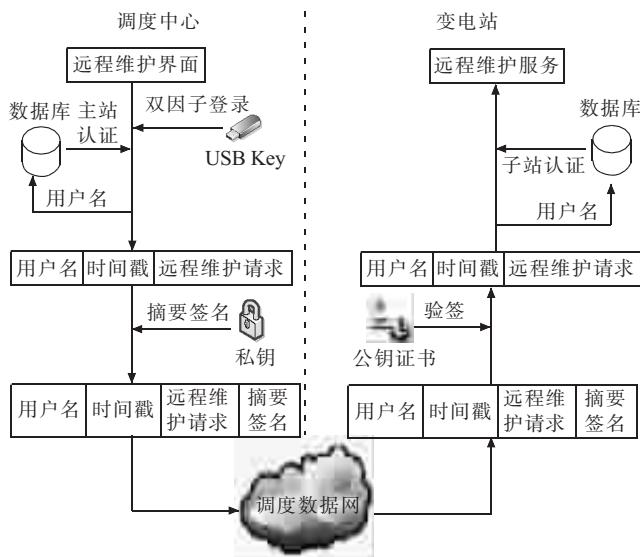 调度中心
远程维护界面
数据库
主站
认证
双因子登录
USB Key
用户名
用户名 时间戳 远程维护请求
摘要签名
私钥
用户名 时间戳 远程维
护请求 摘要
签名
调度数据网
变电站
远程维护服务
数据库
子站认证
用户名
用户名 时间戳 远程维护请求
验签
公钥证书
用户名 时间戳 远程维
护请求 摘要
签名